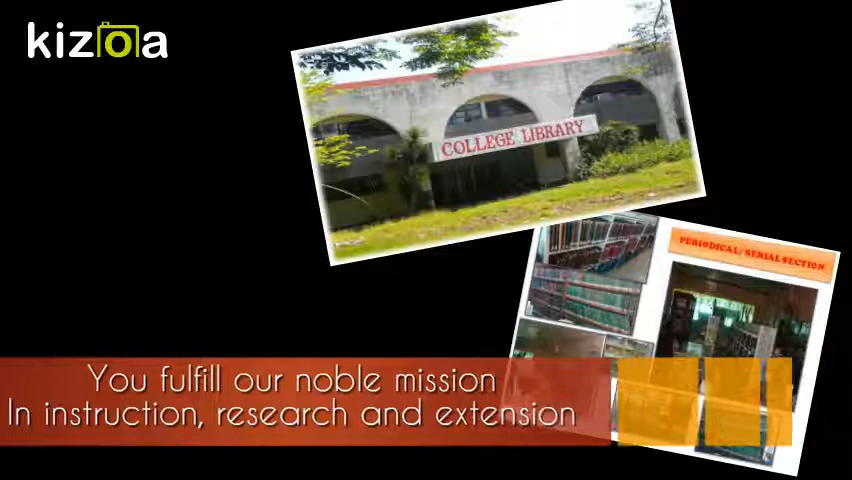 kizoa
COLLEGE LIBRARY
PERIODICAL/ SERIAL SECTION
You fulfill our noble mission
In instruction, research and extension